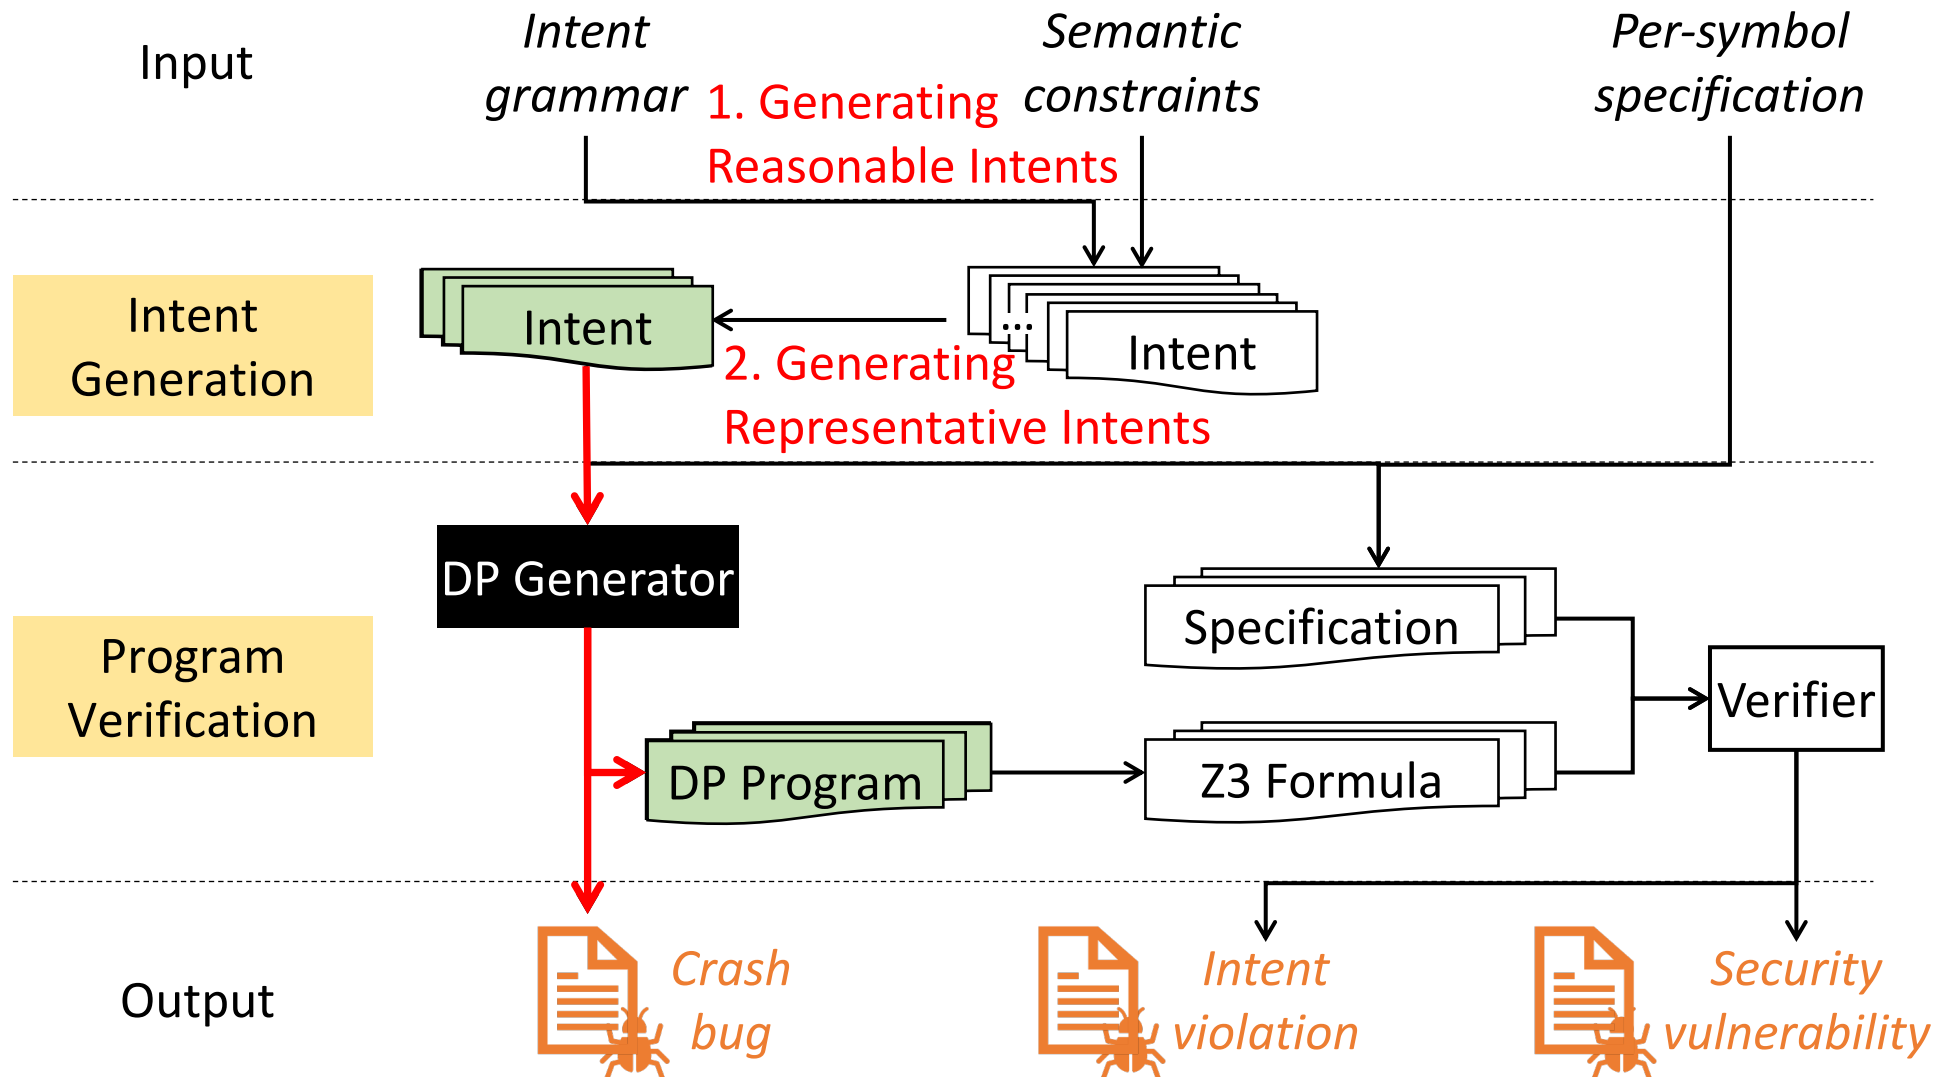 Input
Intent
grammar
1. Generating
Reasonable Intents
Semantic
constraints
Per-symbol
specification
Intent
Generation
Intent
...
Intent
2. Generating
Representative Intents
Program
Verification
DP Generator
Specification
Verifier
DP Program
Z3 Formula
Output
Crash
bug
Intent
violation
Security
vulnerability